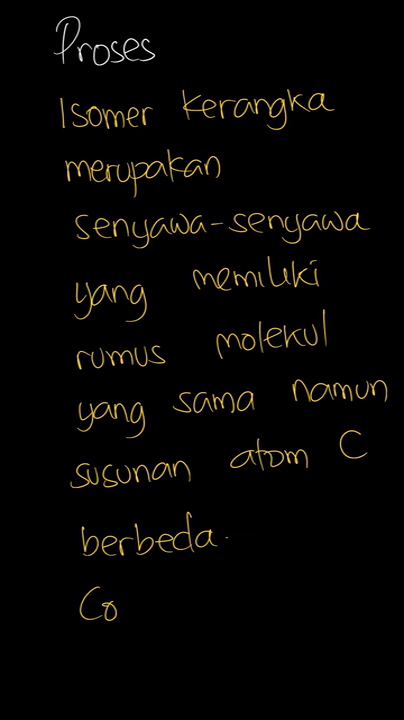 Proses
Isomer kerangka
merupakan
senyawa-senyawa
yang memiliki
rumus molekul
yang sama namun
susunan atom C
berbeda.
Co